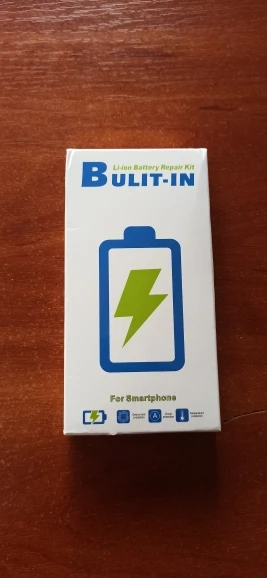 Li-ion Battery Repair Kit
BULIT-IN
For Smartphone
A